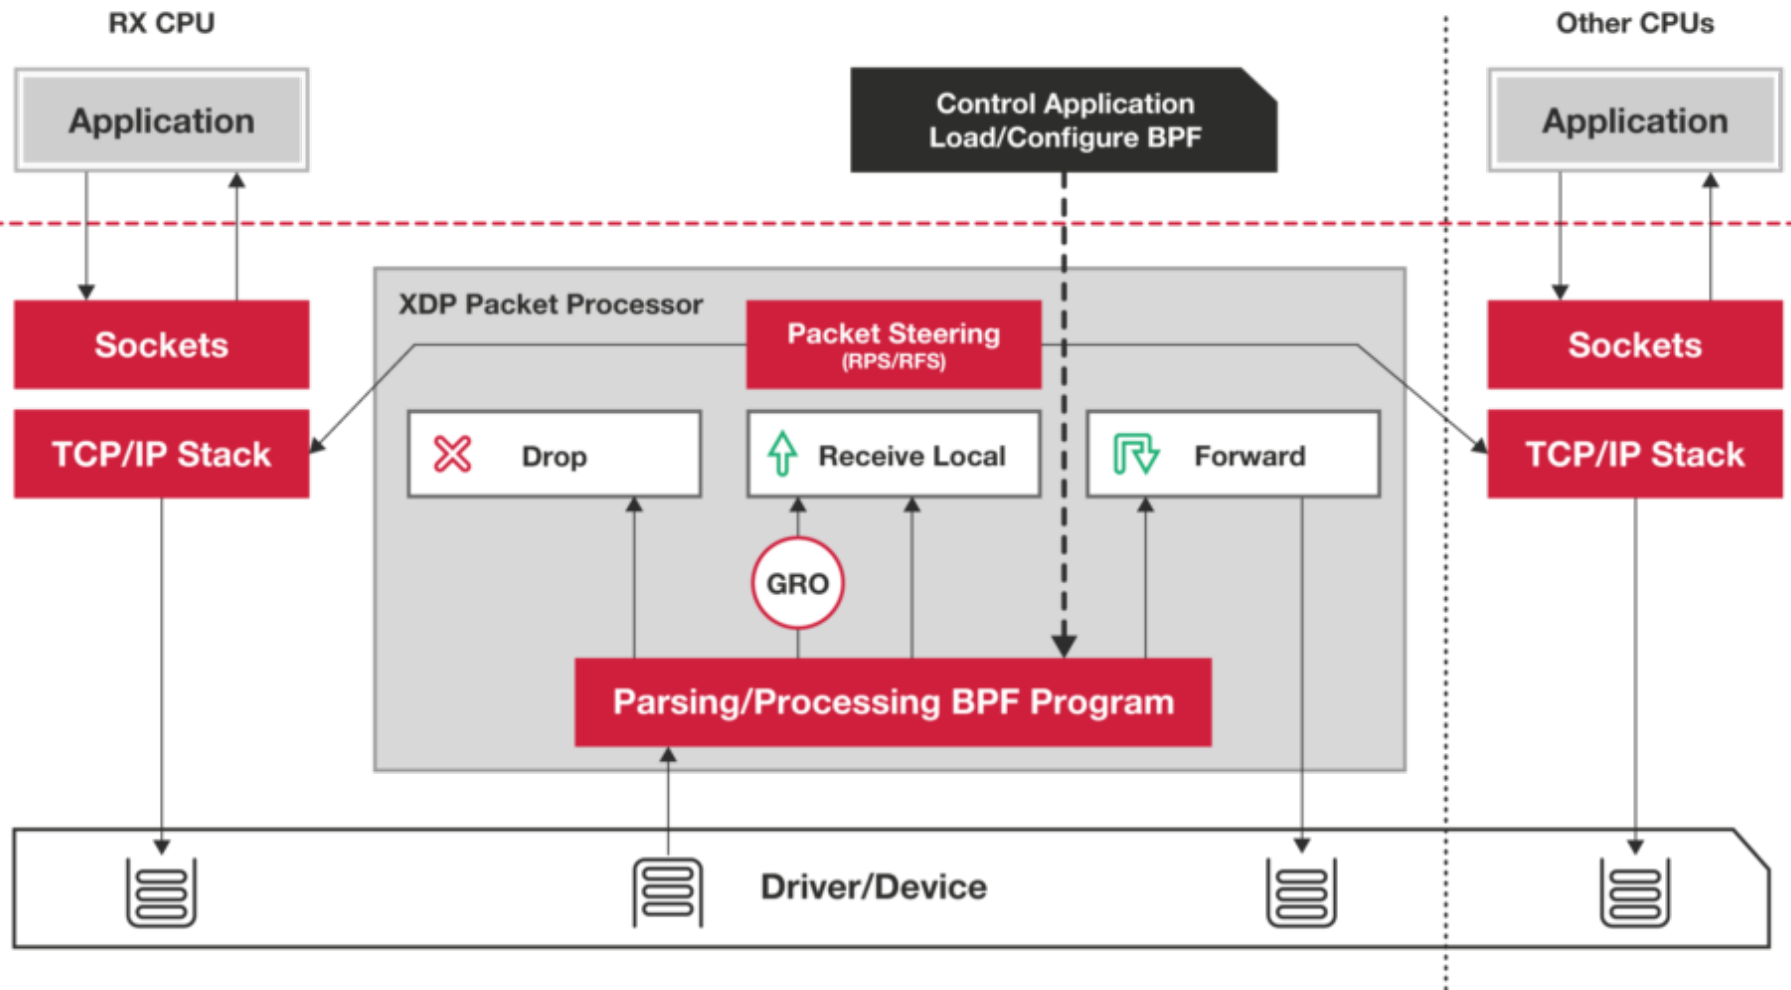 RX CPU
Other CPUs
Application
Control Application
Load/Configure BPF
Application
XDP Packet Processor
Sockets
Packet Steering
(RPS/RFS)
Sockets
TCP/IP Stack
Drop
Receive Local
Forward
TCP/IP Stack
GRO
Parsing/Processing BPF Program
Driver/Device